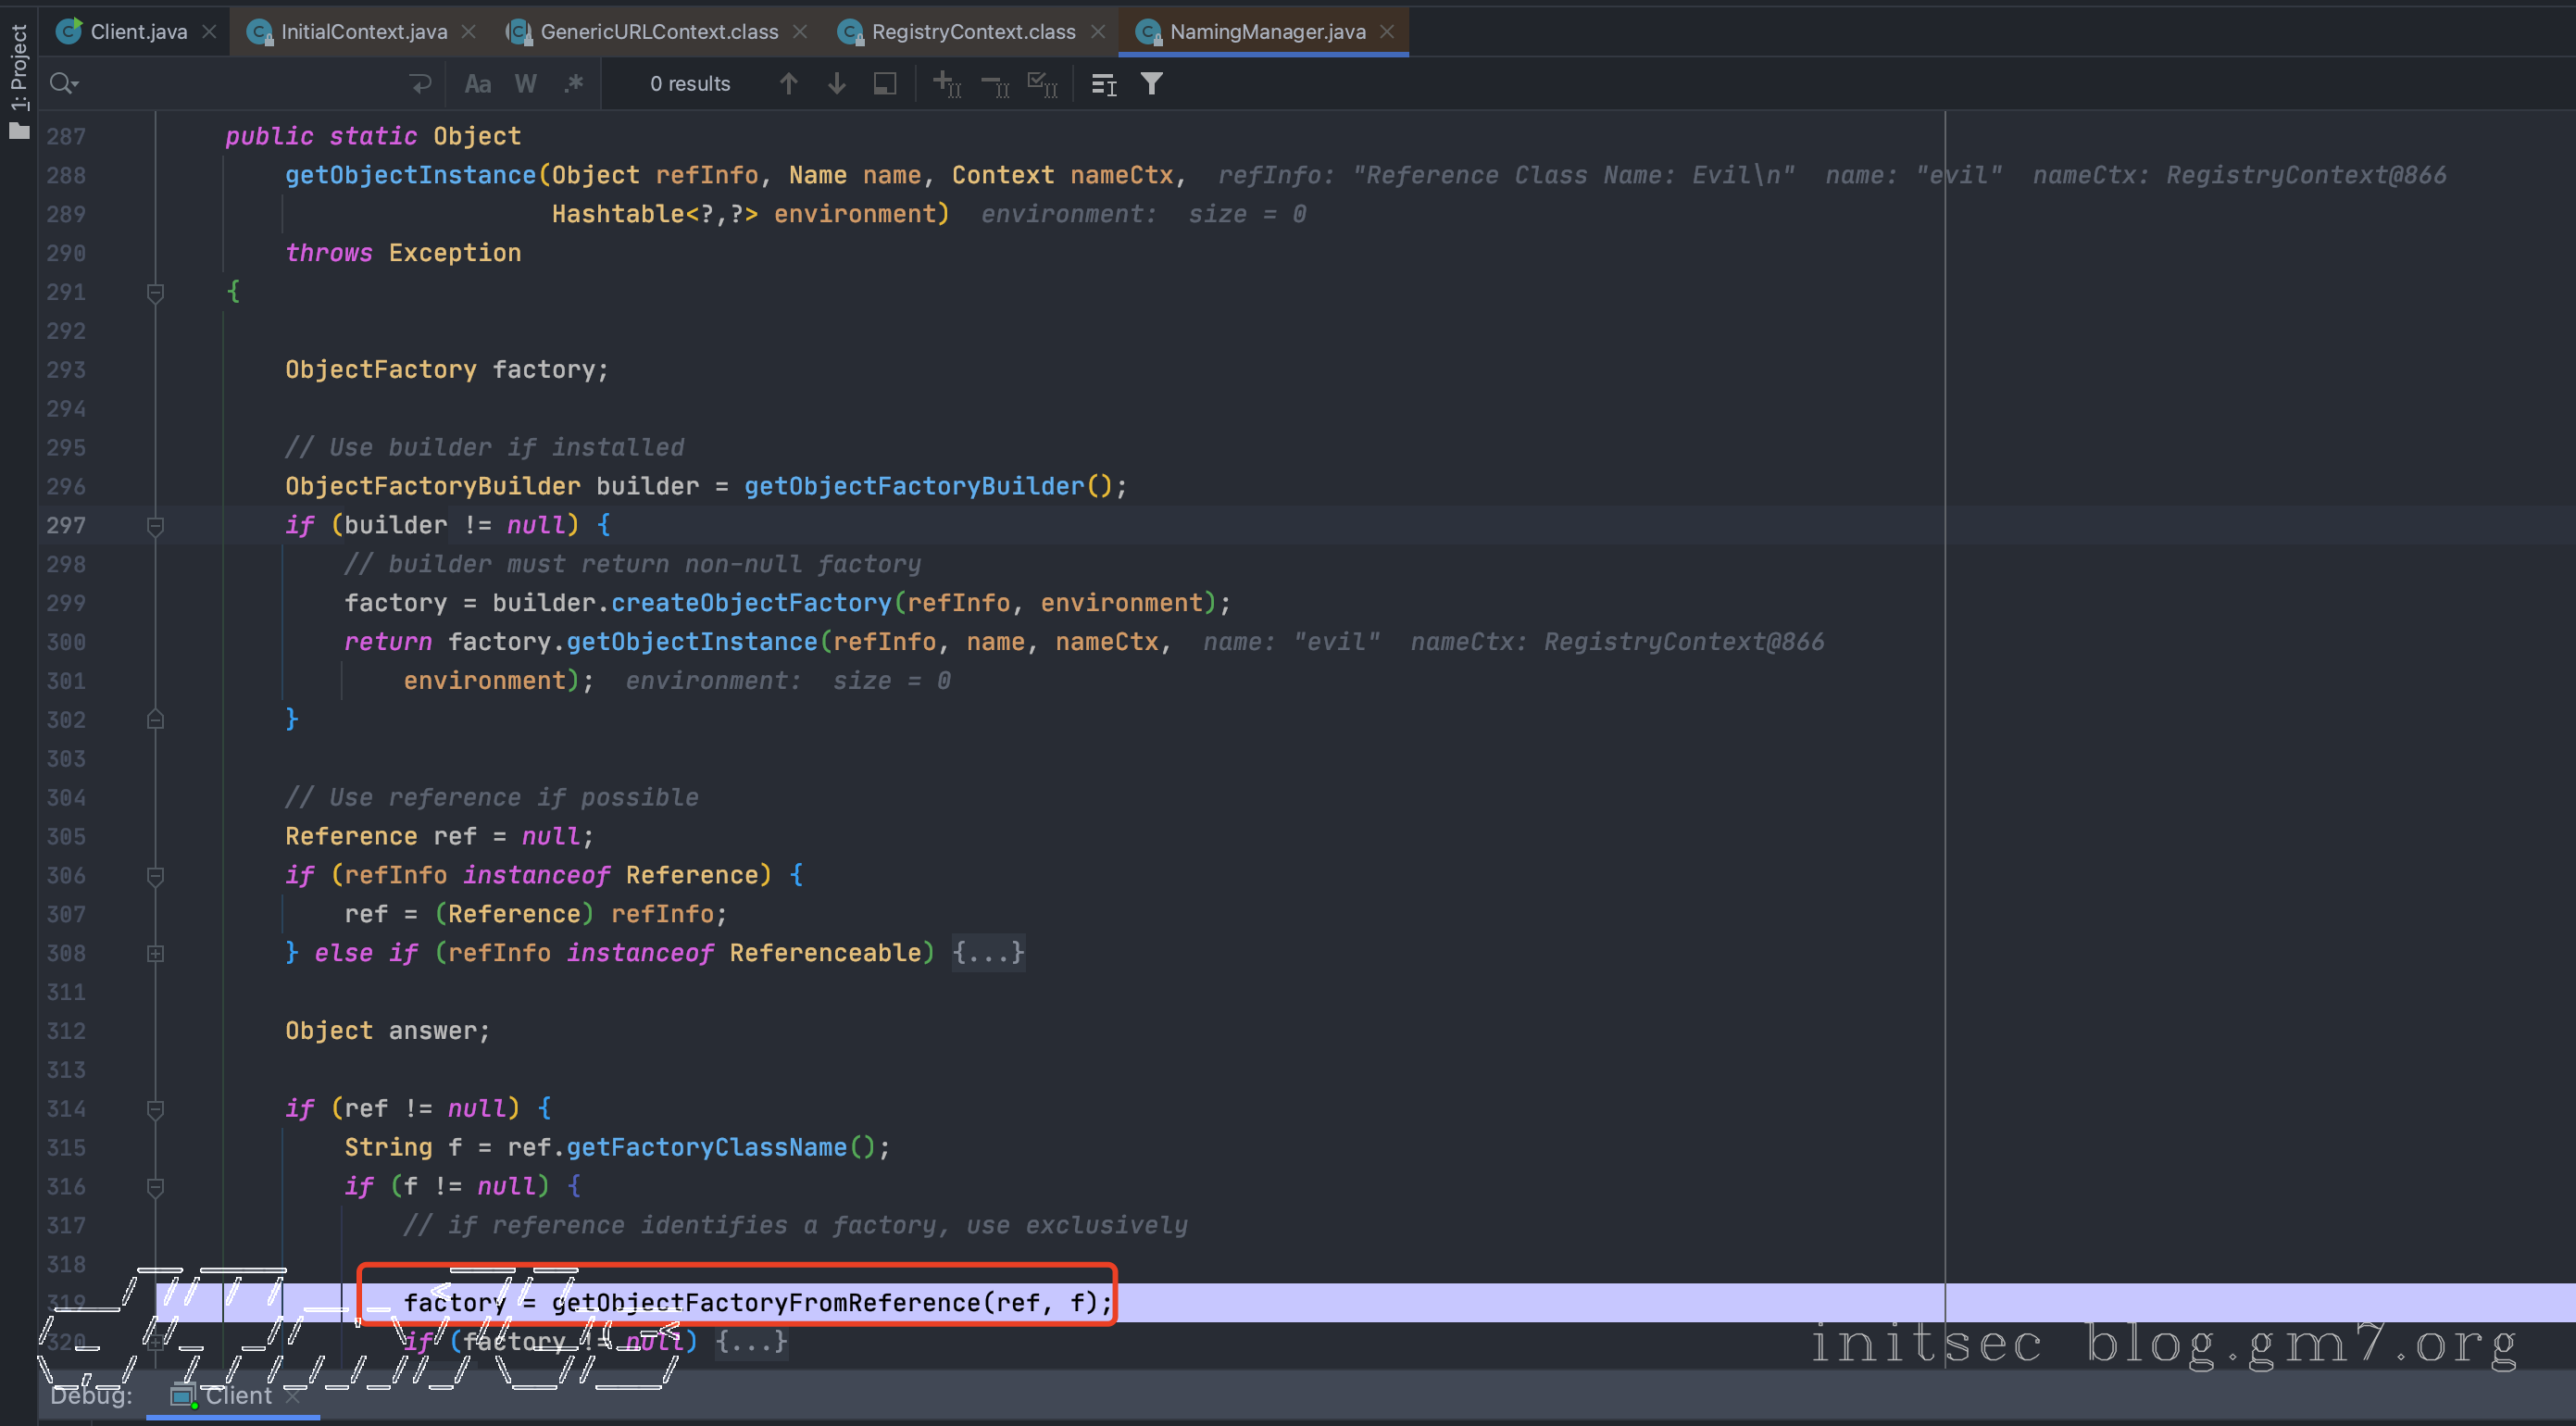 1: Project
Client.java
InitialContext.java
GenericURLContext.class
RegistryContext.class
NamingManager.java
Aa W .* 0 results
287 public static Object
288 getObjectInstance(Object refInfo, Name name, Context nameCtx, refInfo: "Reference Class Name: Evil\n" name: "evil" nameCtx: RegistryContext@866
289 Hashtable<?,?> environment) environment: size = 0
290 throws Exception
291 {
292
293 ObjectFactory factory;
294
295 // Use builder if installed
296 ObjectFactoryBuilder builder = getObjectFactoryBuilder();
297 if (builder != null) {
298 // builder must return non-null factory
299 factory = builder.createObjectFactory(refInfo, environment);
300 return factory.getObjectInstance(refInfo, name, nameCtx, name: "evil" nameCtx: RegistryContext@866
301 environment); environment: size = 0
302 }
303
304 // Use reference if possible
305 Reference ref = null;
306 if (refInfo instanceof Reference) {
307 ref = (Reference) refInfo;
308 } else if (refInfo instanceof Referenceable) {...}
311
312 Object answer;
313
314 if (ref != null) {
315 String f = ref.getFactoryClassName();
316 if (f != null) {
317 // if reference identifies a factory, use exclusively
318
319 factory = getObjectFactoryFromReference(ref, f);
320 if (factory != null) {...}
initsec blog.gm7.org
Debug: Client